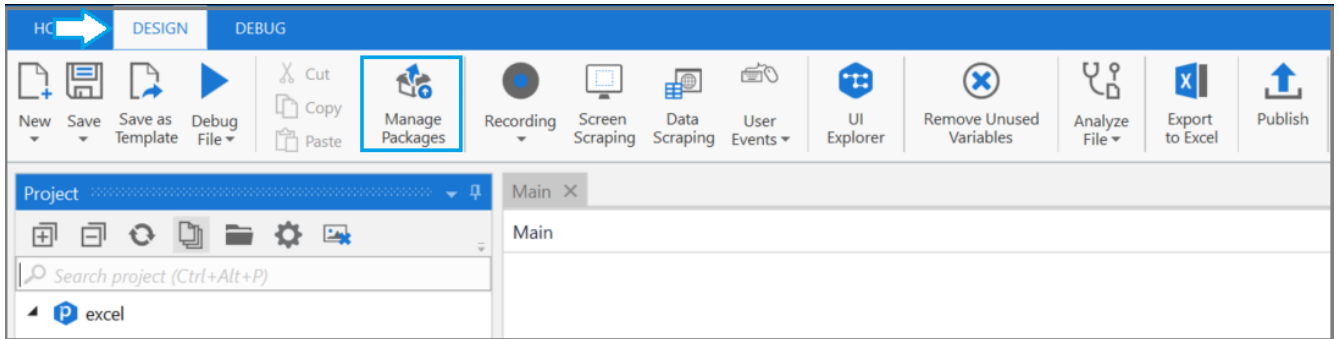 HO
DESIGN
DEBUG
New
Save
Save as
Template
Debug
File
Cut
Copy
Paste
Manage
Packages
Recording
Screen
Scraping
Data
Scraping
User
Events
UI
Explorer
Remove Unused
Variables
Analyze
File
Export
to Excel
Publish
Project
Search project (Ctrl+Alt+P)
excel
Main
Main